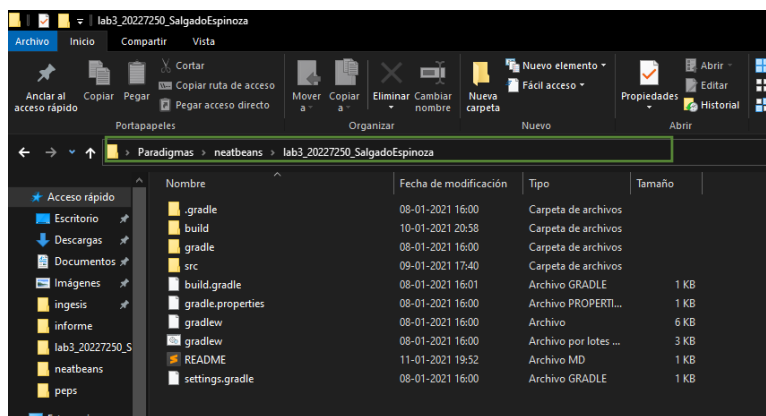 lab3_20227250_SalgadoEspinoza
Archivo Inicio Compartir Vista
Anclar al acceso rápido
Copiar
Pegar
Cortar
Copiar ruta de acceso
Pegar acceso directo
Portapapeles
Mover a
Copiar a
Eliminar
Cambiar nombre
Nueva carpeta
Organizar
Nuevo elemento
Fácil acceso
Nuevo
Propiedades
Abrir
Editar
Historial
Abrir
Paradigmas > neatbeans > lab3_20227250_SalgadoEspinoza
Acceso rápido
Escritorio
Descargas
Documentos
Imágenes
ingesis
informe
lab3_20227250_S
neatbeans
peps
Nombre Fecha de modificación Tipo Tamaño
.gradle 08-01-2021 16:00 Carpeta de archivos
build 10-01-2021 20:58 Carpeta de archivos
gradle 08-01-2021 16:00 Carpeta de archivos
src 09-01-2021 17:40 Carpeta de archivos
build.gradle 08-01-2021 16:01 Archivo GRADLE 1 KB
gradle.properties 08-01-2021 16:00 Archivo PROPERTI... 1 KB
gradlew 08-01-2021 16:00 Archivo 6 KB
gradlew 08-01-2021 16:00 Archivo por lotes ... 3 KB
README 11-01-2021 19:52 Archivo MD 1 KB
settings.gradle 08-01-2021 16:00 Archivo GRADLE 1 KB